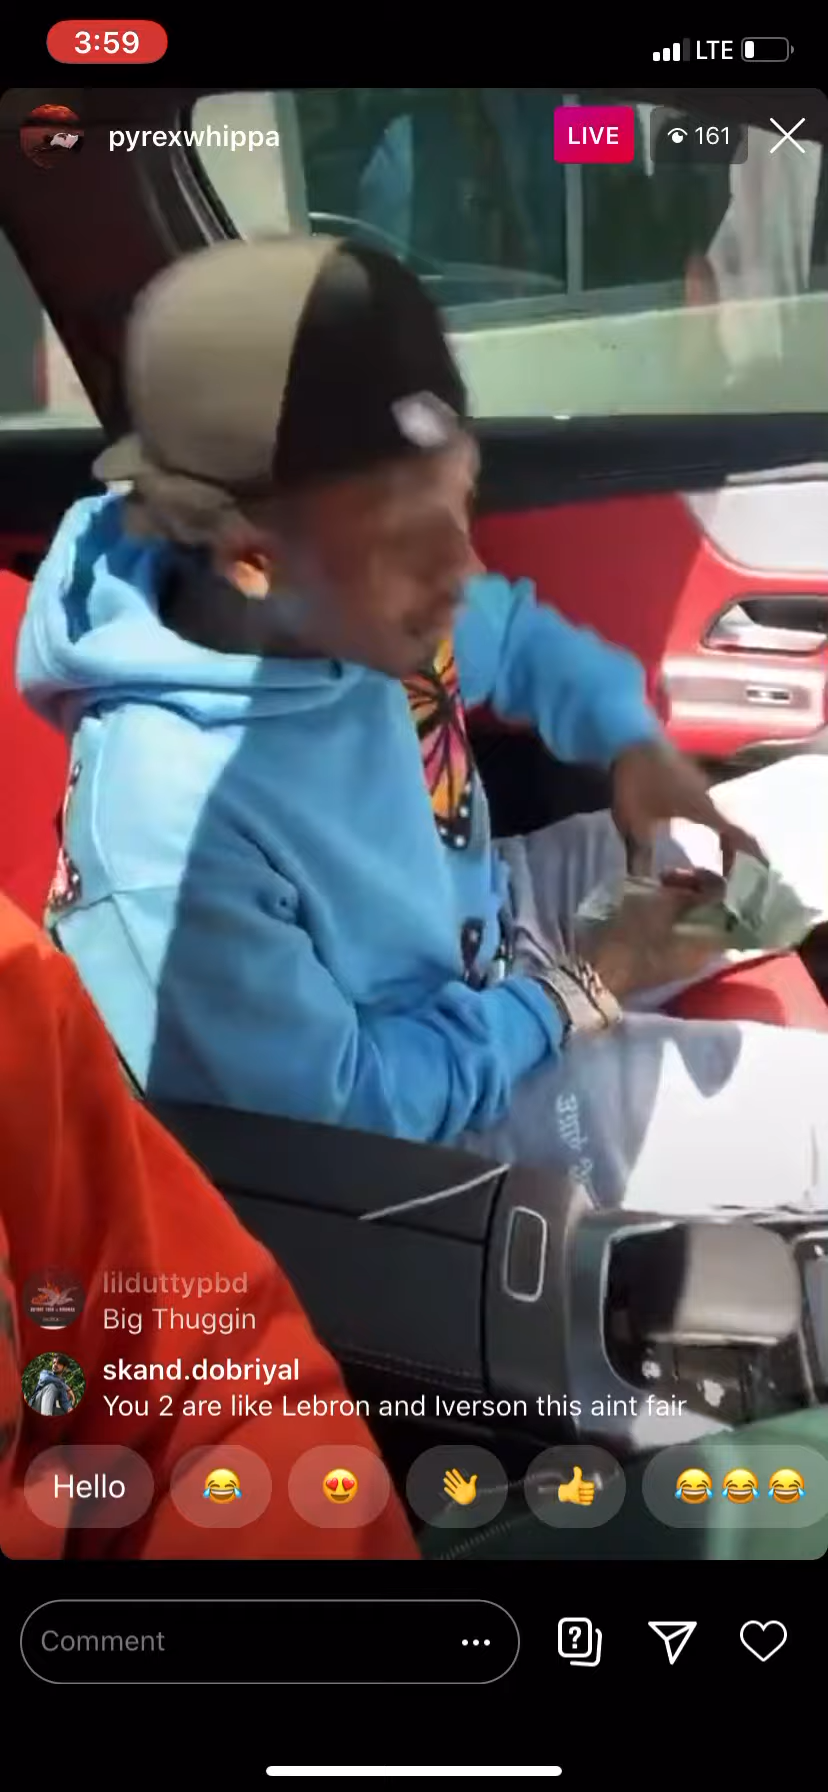 3:59
LTE
pyrexwhippa
LIVE
161
lilduttypbd
Big Thuggin
skand.dobriyal
You 2 are like Lebron and Iverson this aint fair
Hello
Comment